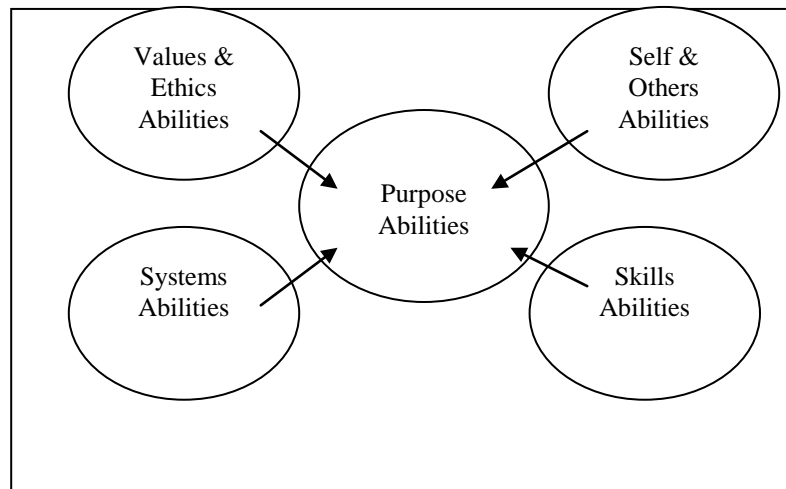 Values &
Ethics
Abilities
Self &
Others
Abilities
Purpose
Abilities
Systems
Abilities
Skills
Abilities